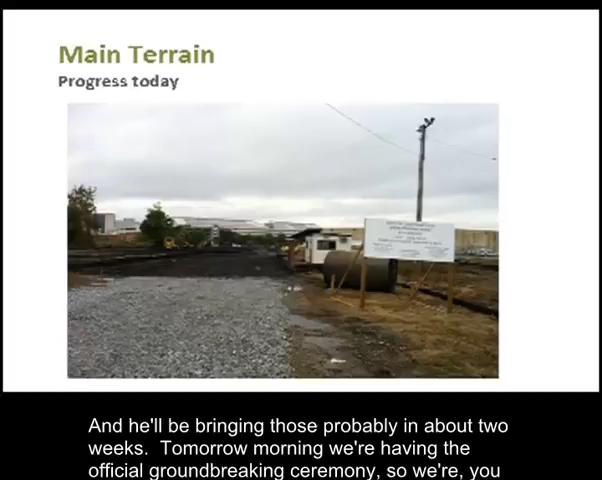 Main Terrain
Progress today
And he'll be bringing those probably in about two
weeks.  Tomorrow morning we're having the
official groundbreaking ceremony, so we're, you